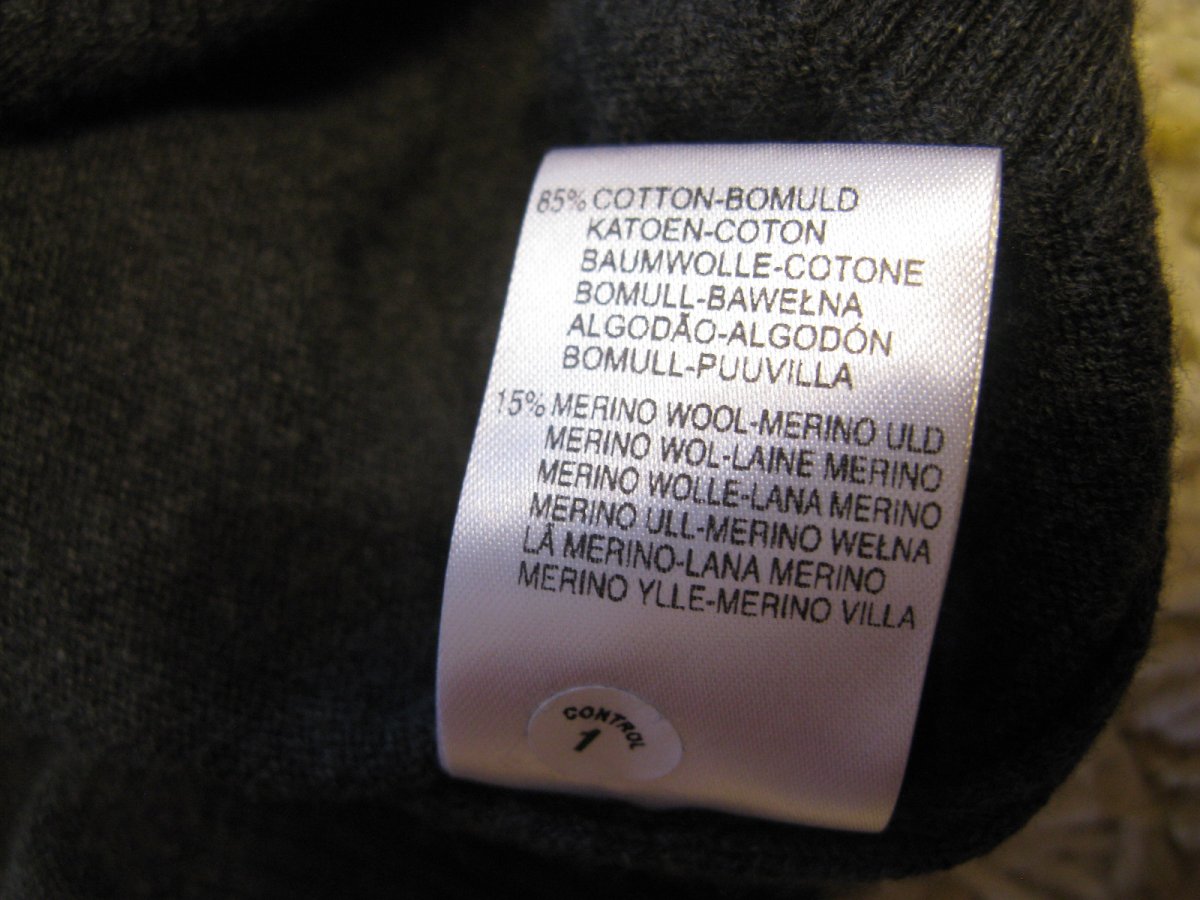 85% COTTON-BOMULD
KATOEN-COTON
BAUMWOLLE-COTONE
BOMULL-BAWEŁNA
ALGODÃO-ALGODÓN
BOMULL-PUUVILLA
15% MERINO WOOL-MERINO ULD
MERINO WOL-LAINE MERINO
MERINO WOLLE-LANA MERINO
MERINO ULL-MERINO WEŁNA
LÃ MERINO-LANA MERINO
MERINO YLLE-MERINO VILLA
CONTROL
1